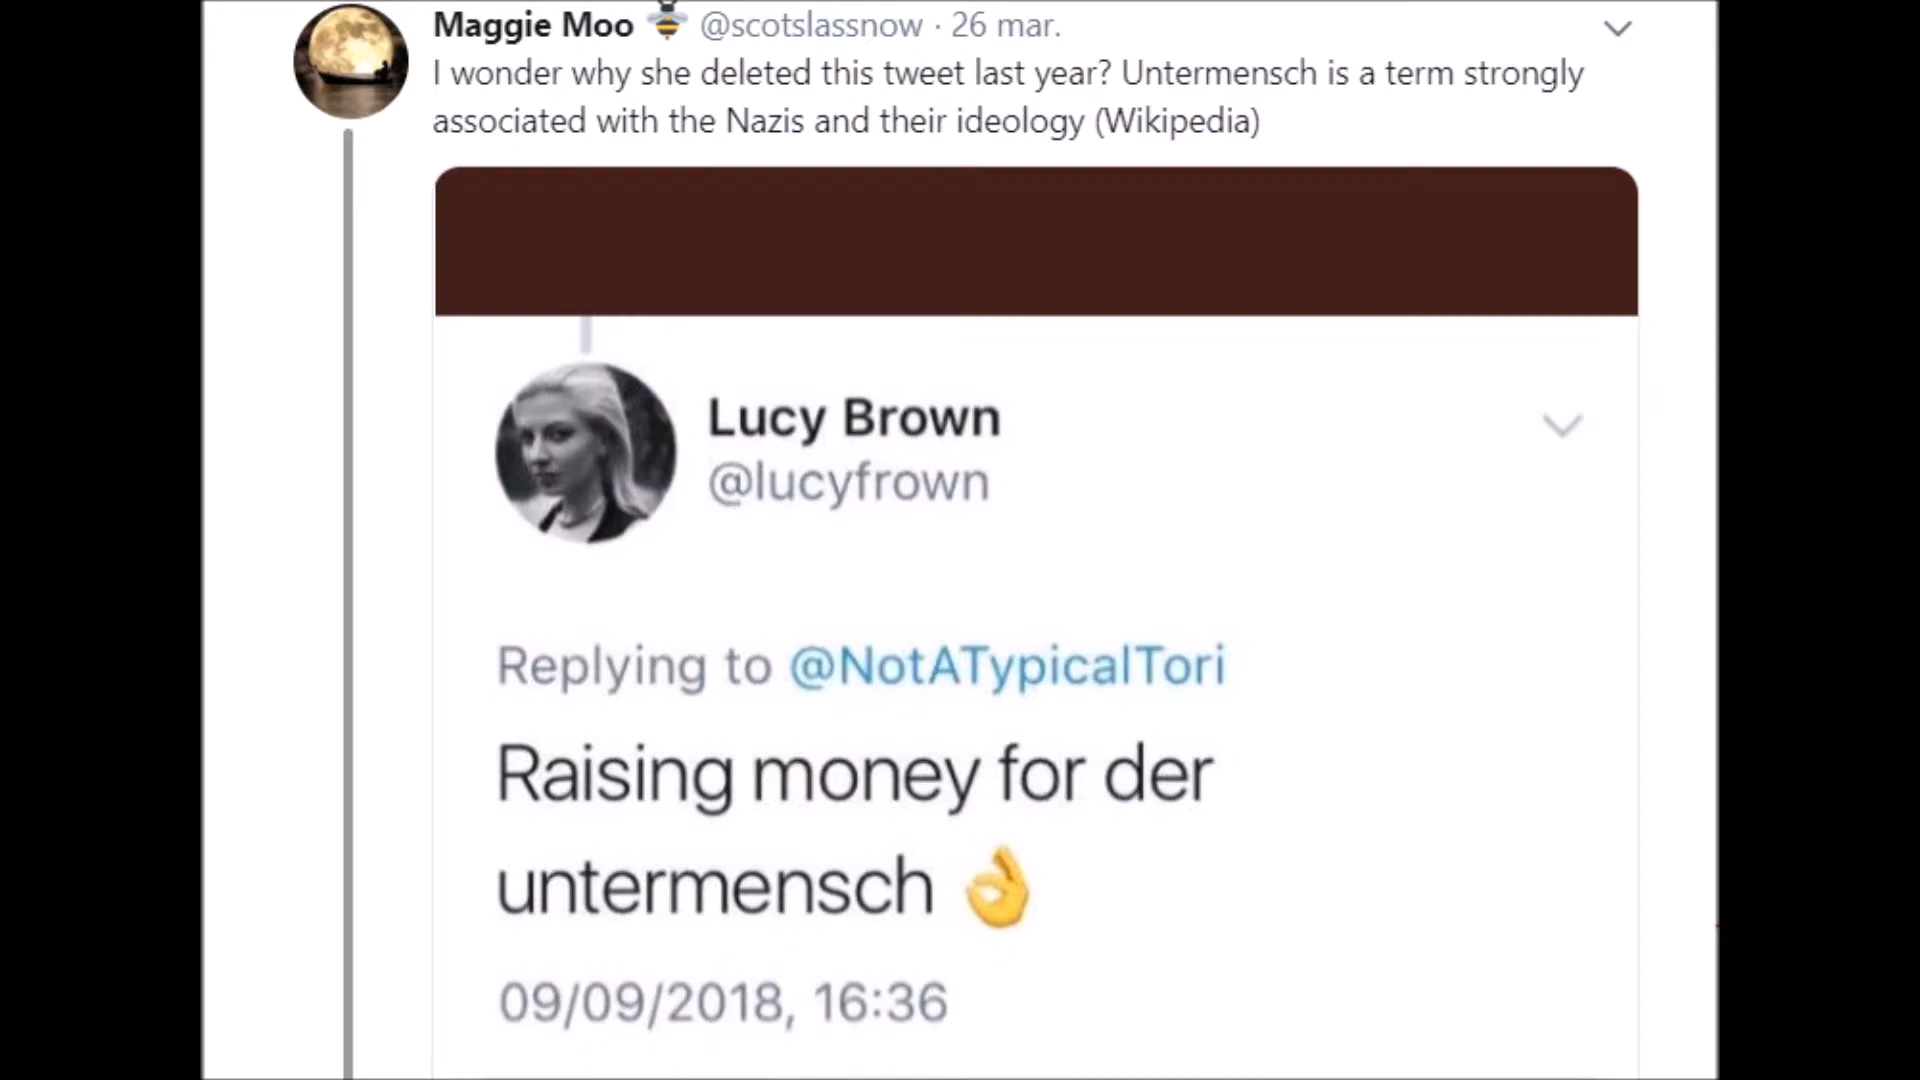 Maggie Moo 🐝 @scotslassnow · 26 mar.
I wonder why she deleted this tweet last year? Untermensch is a term strongly
associated with the Nazis and their ideology (Wikipedia)
Lucy Brown
@lucyfrown
Replying to @NotATypicalTori
Raising money for der
untermensch 👌
09/09/2018, 16:36